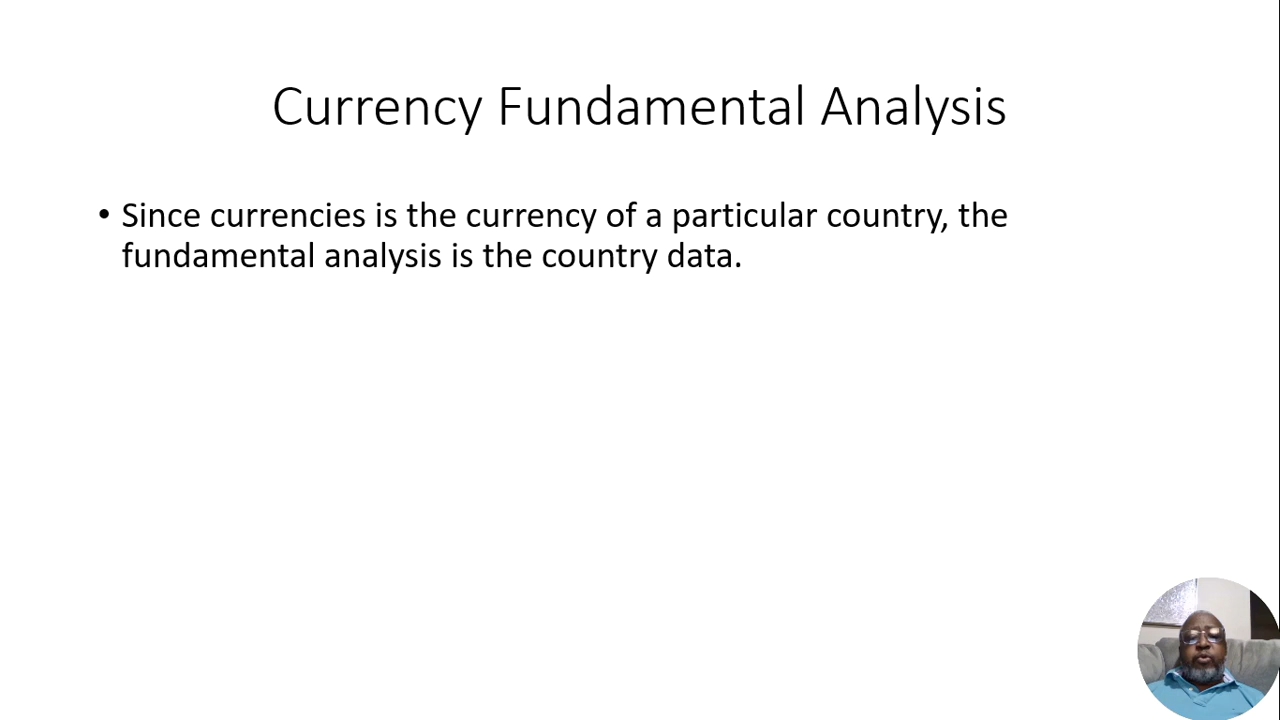 Currency Fundamental Analysis
• Since currencies is the currency of a particular country, the
fundamental analysis is the country data.